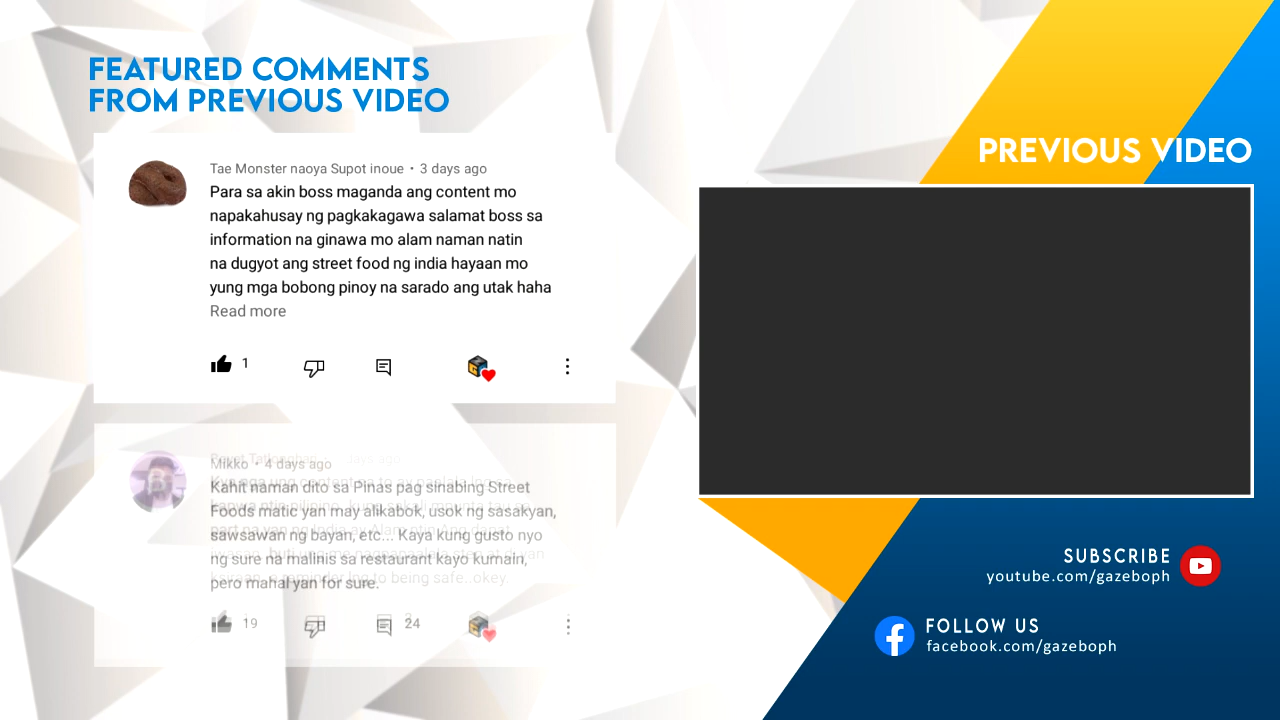 FEATURED COMMENTS
FROM PREVIOUS VIDEO
Tae Monster naoya Supot inoue • 3 days ago
Para sa akin boss maganda ang content mo
napakahusay ng pagkakagawa salamat boss sa
information na ginawa mo alam naman natin
na dugyot ang street food ng india hayaan mo
yung mga bobong pinoy na sarado ang utak haha
Read more
1
Mikko • 4 days ago
Kahit naman dito sa Pinas pag sinabing Street
Foods matic yan may alikabok, usok ng sasakyan,
sawsawan ng bayan, etc... Kaya kung gusto nyo
ng sure na malinis sa restaurant kayo kumain,
pero mahal yan for sure.
19
24
PREVIOUS VIDEO
SUBSCRIBE
youtube.com/gazeboph
FOLLOW US
facebook.com/gazeboph